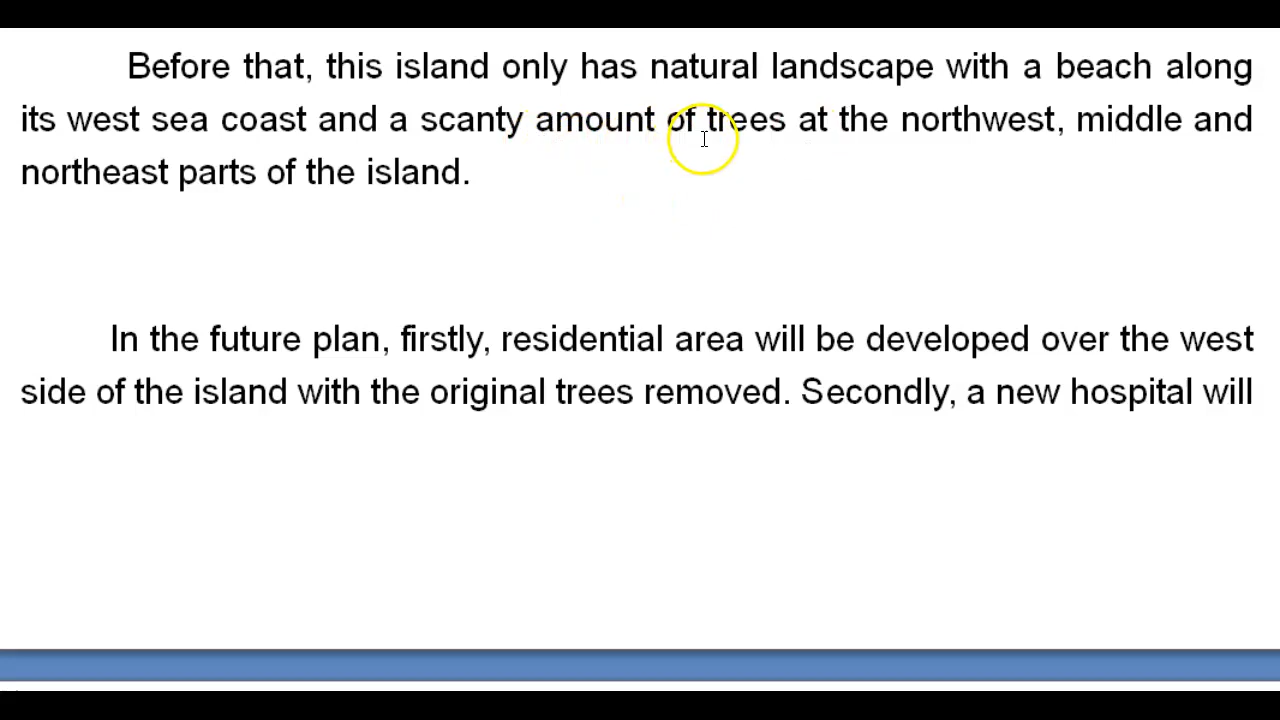 Before that, this island only has natural landscape with a beach along
its west sea coast and a scanty amount of trees at the northwest, middle and
northeast parts of the island.
In the future plan, firstly, residential area will be developed over the west
side of the island with the original trees removed. Secondly, a new hospital will